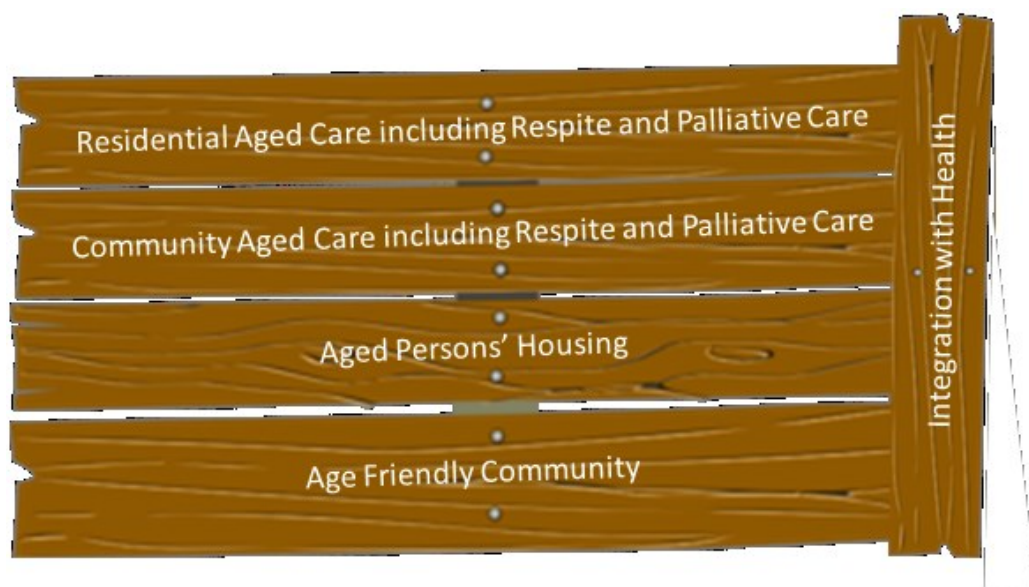 Residential Aged Care including Respite and Palliative Care
Community Aged Care including Respite and Palliative Care
Aged Persons’ Housing
Age Friendly Community
Integration with Health